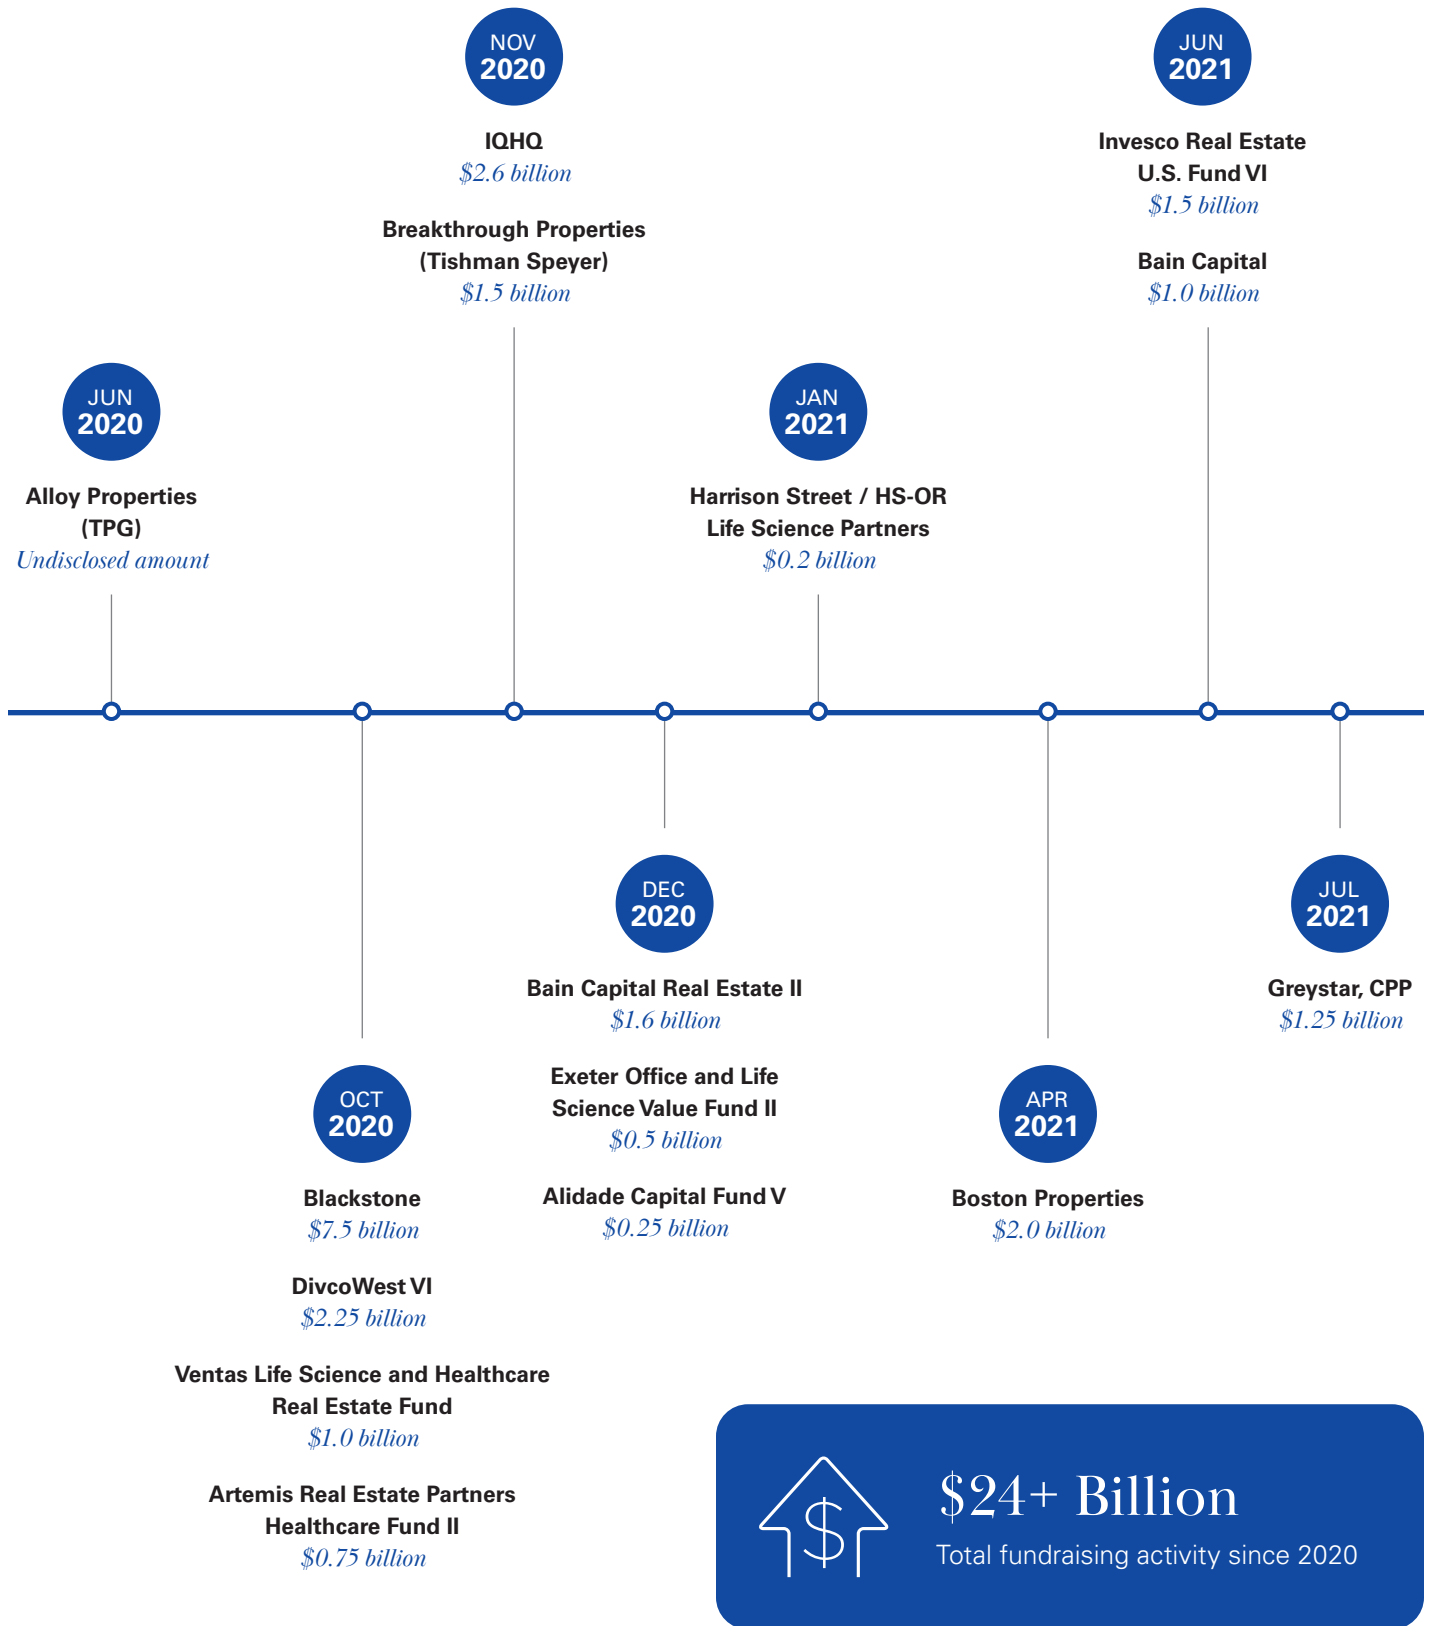 JUN
2020
Alloy Properties
(TPG)
Undisclosed amount
OCT
2020
Blackstone
$7.5 billion
DivcoWest VI
$2.25 billion
Ventas Life Science and Healthcare
Real Estate Fund
$1.0 billion
Artemis Real Estate Partners
Healthcare Fund II
$0.75 billion
NOV
2020
IQHQ
$2.6 billion
Breakthrough Properties
(Tishman Speyer)
$1.5 billion
DEC
2020
Bain Capital Real Estate II
$1.6 billion
Exeter Office and Life
Science Value Fund II
$0.5 billion
Alidade Capital Fund V
$0.25 billion
JAN
2021
Harrison Street / HS-OR
Life Science Partners
$0.2 billion
APR
2021
Boston Properties
$2.0 billion
JUN
2021
Invesco Real Estate
U.S. Fund VI
$1.5 billion
Bain Capital
$1.0 billion
JUL
2021
Greystar, CPP
$1.25 billion
$
$24+ Billion
Total fundraising activity since 2020